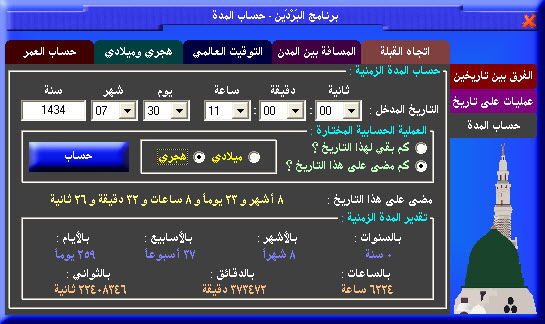 برنامج البَرْدَين - حساب المدة
اتجاه القبلة
المسافة بين المدن
التوقيت العالمي
هجري وميلادي
حساب العمر
الفرق بين تاريخين
عمليات على تاريخ
حساب المدة
حساب المدة الزمنية :
ثانية دقيقة ساعة يوم شهر سنة
التاريخ المدخل : 00 : 00 : 11 30 07 1434
العملية الحسابية المختارة :
كم بقي لهذا التاريخ ؟
كم مضى على هذا التاريخ ؟
ميلادي هجري
حساب
مضى على هذا التاريخ : ٨ أشهر و ٢٣ يوماً و ٨ ساعات و ٣٢ دقيقة و ٢٦ ثانية
تقدير المدة الزمنية :
بالسنوات : بالأشهر : بالأسابيع : بالأيام :
٠ سنة ٨ شهراً ٣٧ أسبوعاً ٢٥٩ يوماً
بالساعات : بالدقائق : بالثواني :
٦٢٢٤ ساعة ٣٧٣٤٧٢ دقيقة ٢٢٤٠٨٣٤٦ ثانية